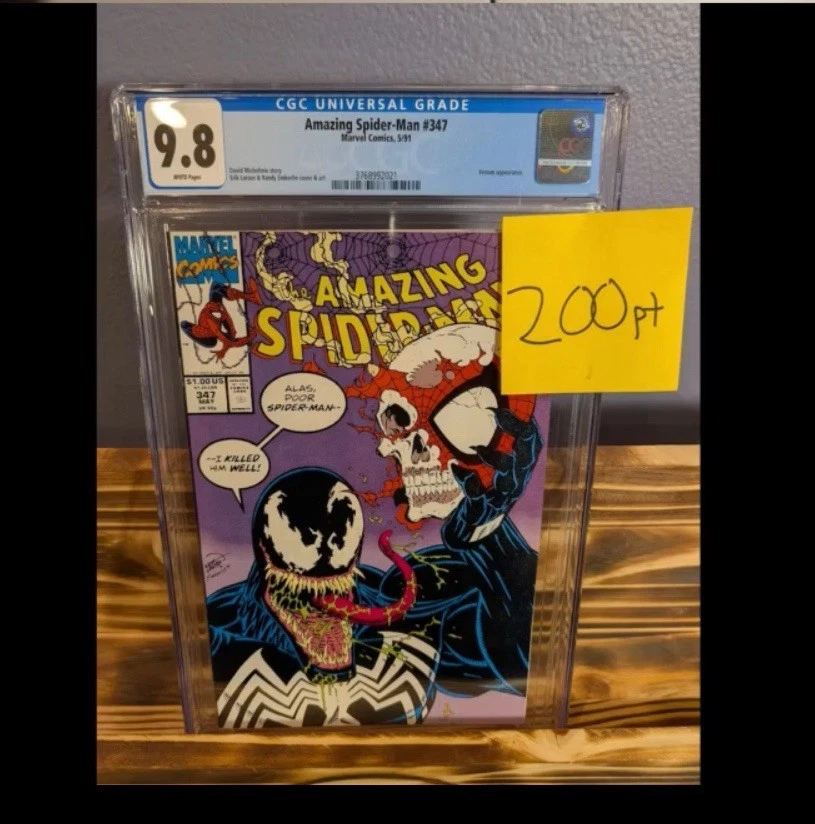 CGC UNIVERSAL GRADE
9.8
WHITE Pages
Amazing Spider-Man #347
Marvel Comics, 5/91
David Michelinie story
Erik Larsen & Randy Emberlin cover & art
Venom appearance
3768992021
CGC
200pt
MARVEL
COMICS
The AMAZING
SPIDER-MAN
$1.00 US
347
MAY
ALAS,
POOR
SPIDER-MAN-
--I KILLED
HIM WELL!